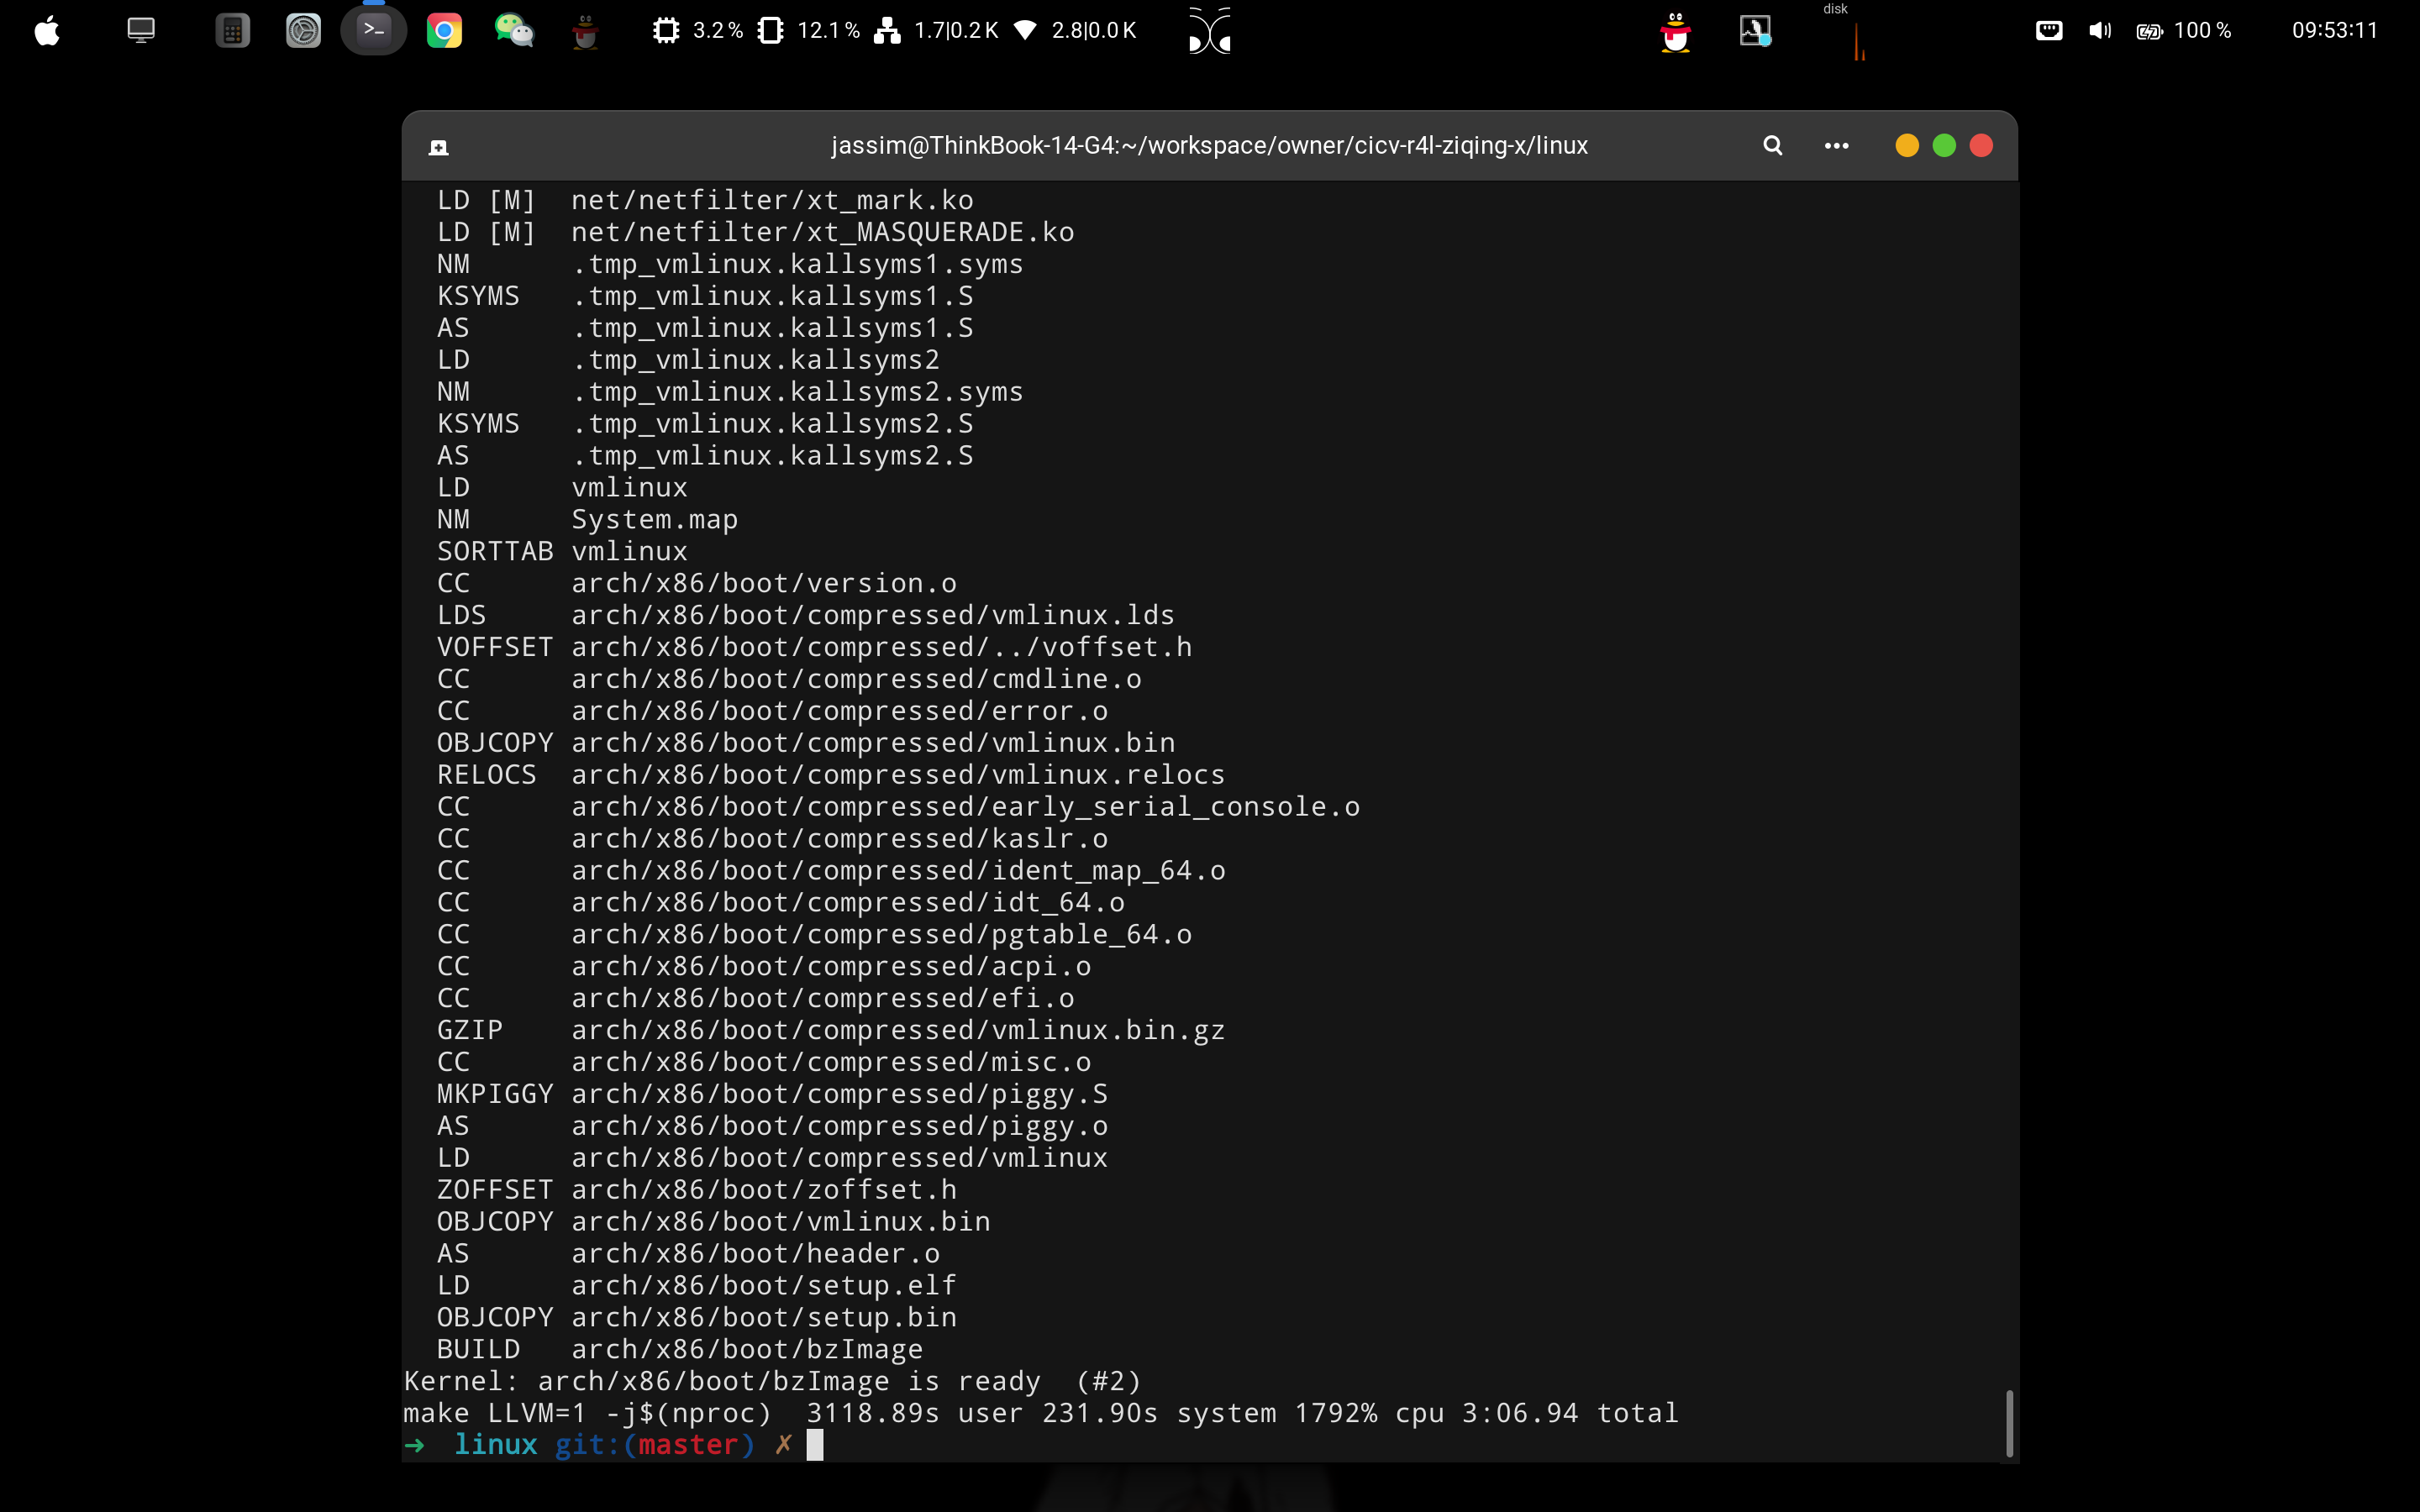 3.2 % 12.1 % 1.7|0.2 K 2.8|0.0 K disk 100 % 09:53:11
jassim@ThinkBook-14-G4:~/workspace/owner/cicv-r4l-ziqing-x/linux
LD [M] net/netfilter/xt_mark.ko
LD [M] net/netfilter/xt_MASQUERADE.ko
NM .tmp_vmlinux.kallsyms1.syms
KSYMS .tmp_vmlinux.kallsyms1.S
AS .tmp_vmlinux.kallsyms1.S
LD .tmp_vmlinux.kallsyms2
NM .tmp_vmlinux.kallsyms2.syms
KSYMS .tmp_vmlinux.kallsyms2.S
AS .tmp_vmlinux.kallsyms2.S
LD vmlinux
NM System.map
SORTTAB vmlinux
CC arch/x86/boot/version.o
LDS arch/x86/boot/compressed/vmlinux.lds
VOFFSET arch/x86/boot/compressed/../voffset.h
CC arch/x86/boot/compressed/cmdline.o
CC arch/x86/boot/compressed/error.o
OBJCOPY arch/x86/boot/compressed/vmlinux.bin
RELOCS arch/x86/boot/compressed/vmlinux.relocs
CC arch/x86/boot/compressed/early_serial_console.o
CC arch/x86/boot/compressed/kaslr.o
CC arch/x86/boot/compressed/ident_map_64.o
CC arch/x86/boot/compressed/idt_64.o
CC arch/x86/boot/compressed/pgtable_64.o
CC arch/x86/boot/compressed/acpi.o
CC arch/x86/boot/compressed/efi.o
GZIP arch/x86/boot/compressed/vmlinux.bin.gz
CC arch/x86/boot/compressed/misc.o
MKPIGGY arch/x86/boot/compressed/piggy.S
AS arch/x86/boot/compressed/piggy.o
LD arch/x86/boot/compressed/vmlinux
ZOFFSET arch/x86/boot/zoffset.h
OBJCOPY arch/x86/boot/vmlinux.bin
AS arch/x86/boot/header.o
LD arch/x86/boot/setup.elf
OBJCOPY arch/x86/boot/setup.bin
BUILD arch/x86/boot/bzImage
Kernel: arch/x86/boot/bzImage is ready (#2)
make LLVM=1 -j$(nproc) 3118.89s user 231.90s system 1792% cpu 3:06.94 total
➜ linux git:(master) ✗